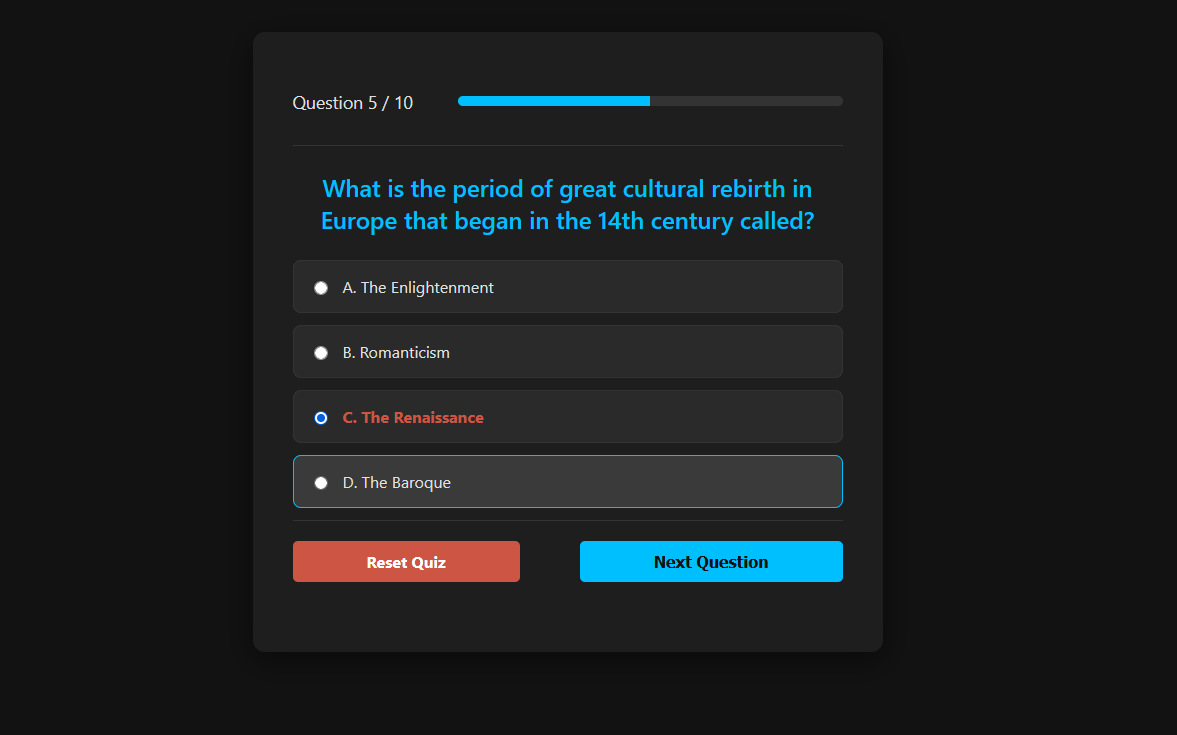 Question 5 / 10
What is the period of great cultural rebirth in
Europe that began in the 14th century called?
A. The Enlightenment
B. Romanticism
C. The Renaissance
D. The Baroque
Reset Quiz
Next Question